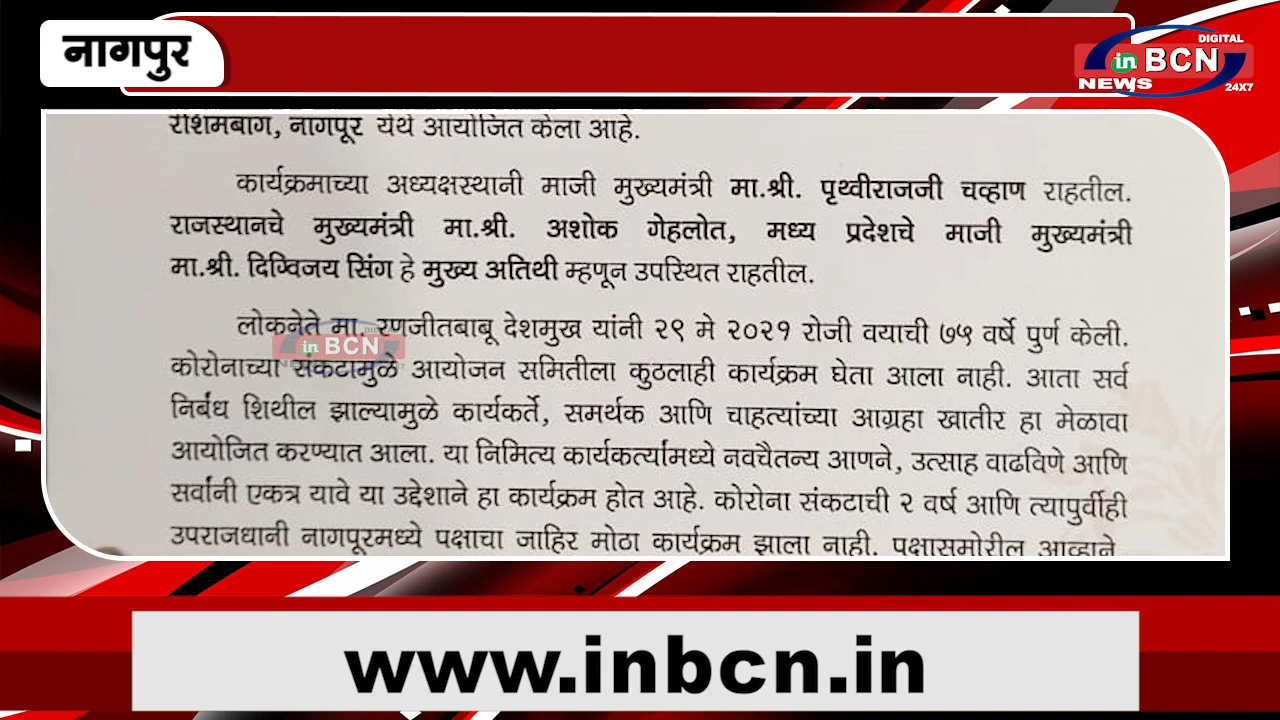 नागपुर
DIGITAL
in BCN
NEWS 24X7
रेशिमबाग, नागपूर येथे आयोजित केला आहे.
कार्यक्रमाच्या अध्यक्षस्थानी माजी मुख्यमंत्री मा.श्री. पृथ्वीराजजी चव्हाण राहतील.
राजस्थानचे मुख्यमंत्री मा.श्री. अशोक गेहलोत, मध्य प्रदेशचे माजी मुख्यमंत्री
मा.श्री. दिग्विजय सिंग हे मुख्य अतिथी म्हणून उपस्थित राहतील.
लोकनेते मा. रणजीतबाबू देशमुख यांनी २९ मे २०२१ रोजी वयाची ७५ वर्षे पुर्ण केली.
in BCN
कोरोनाच्या संकटामुळे आयोजन समितीला कुठलाही कार्यक्रम घेता आला नाही. आता सर्व
निर्बंध शिथील झाल्यामुळे कार्यकर्ते, समर्थक आणि चाहत्यांच्या आग्रहा खातीर हा मेळावा
आयोजित करण्यात आला. या निमित्य कार्यकर्त्यांमध्ये नवचैतन्य आणने, उत्साह वाढविणे आणि
सर्वांनी एकत्र यावे या उद्देशाने हा कार्यक्रम होत आहे. कोरोना संकटाची २ वर्ष आणि त्यापुर्वीही
उपराजधानी नागपूरमध्ये पक्षाचा जाहिर मोठा कार्यक्रम झाला नाही. पक्षासमोरील आव्हाने
www.inbcn.in